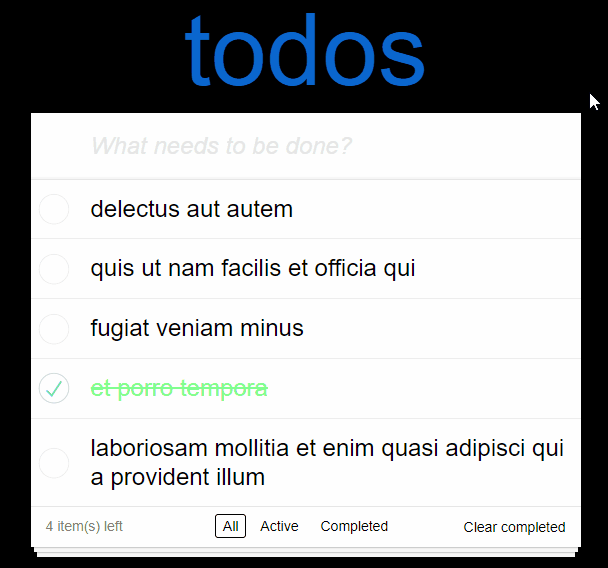 todos
What needs to be done?
delectus aut autem
quis ut nam facilis et officia qui
fugiat veniam minus
et porro tempora
laboriosam mollitia et enim quasi adipisci qui
a provident illum
4 item(s) left All Active Completed Clear completed